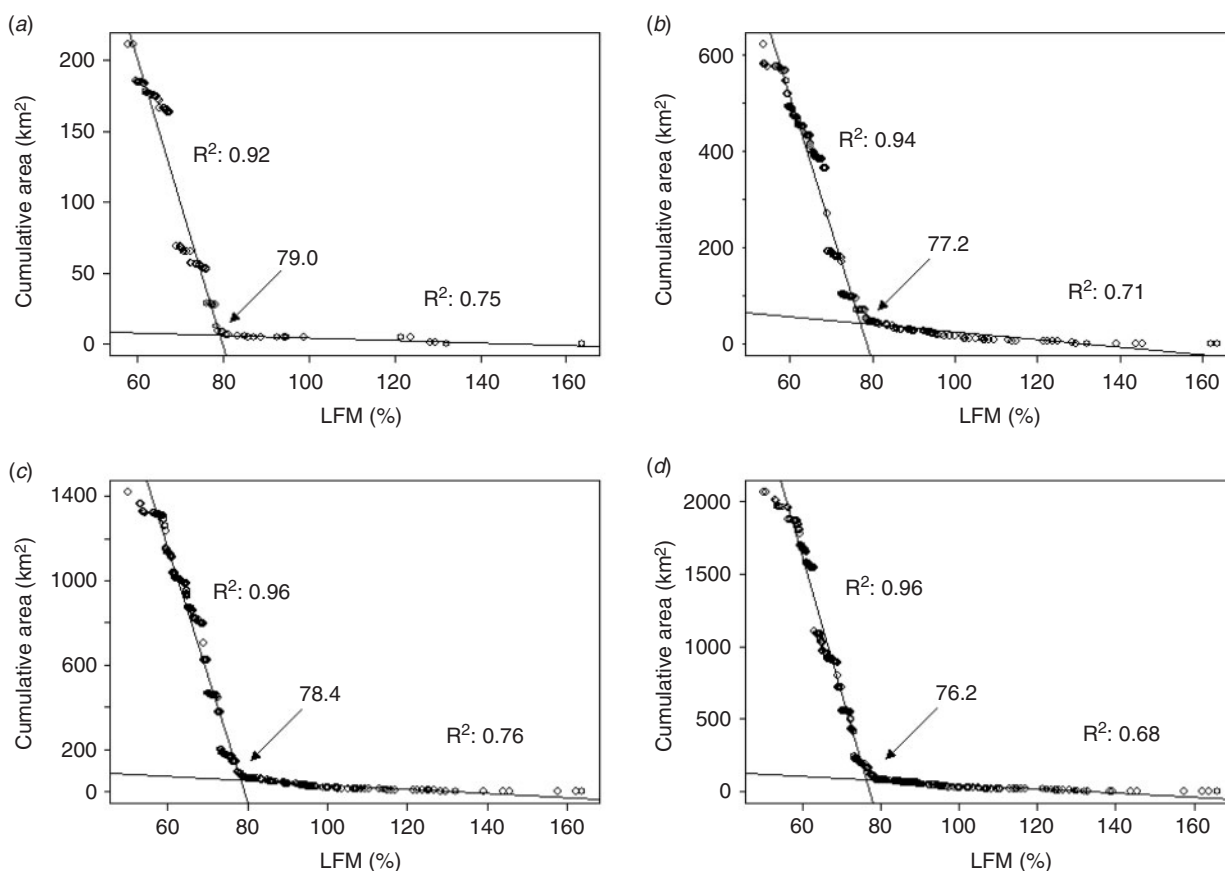 (a)
200
150
100
50
0
Cumulative area (km²)
R²: 0.92
79.0
R²: 0.75
60 80 100 120 140 160
LFM (%)
(b)
600
400
200
0
Cumulative area (km²)
R²: 0.94
77.2
R²: 0.71
60 80 100 120 140 160
LFM (%)
(c)
1400
1000
600
200
0
Cumulative area (km²)
R²: 0.96
78.4
R²: 0.76
60 80 100 120 140 160
LFM (%)
(d)
2000
1500
1000
500
0
Cumulative area (km²)
R²: 0.96
76.2
R²: 0.68
60 80 100 120 140 160
LFM (%)